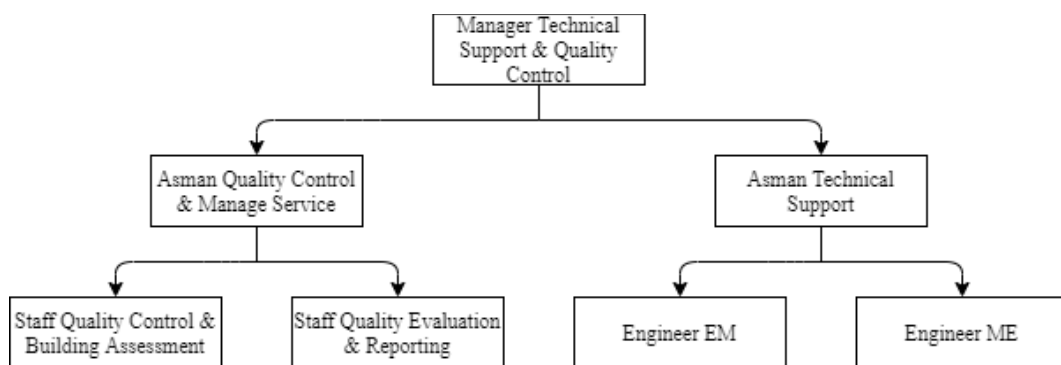 Manager Technical
Support & Quality
Control
Asman Quality Control
& Manage Service
Asman Technical
Support
Staff Quality Control &
Building Assessment
Staff Quality Evaluation
& Reporting
Engineer EM
Engineer ME